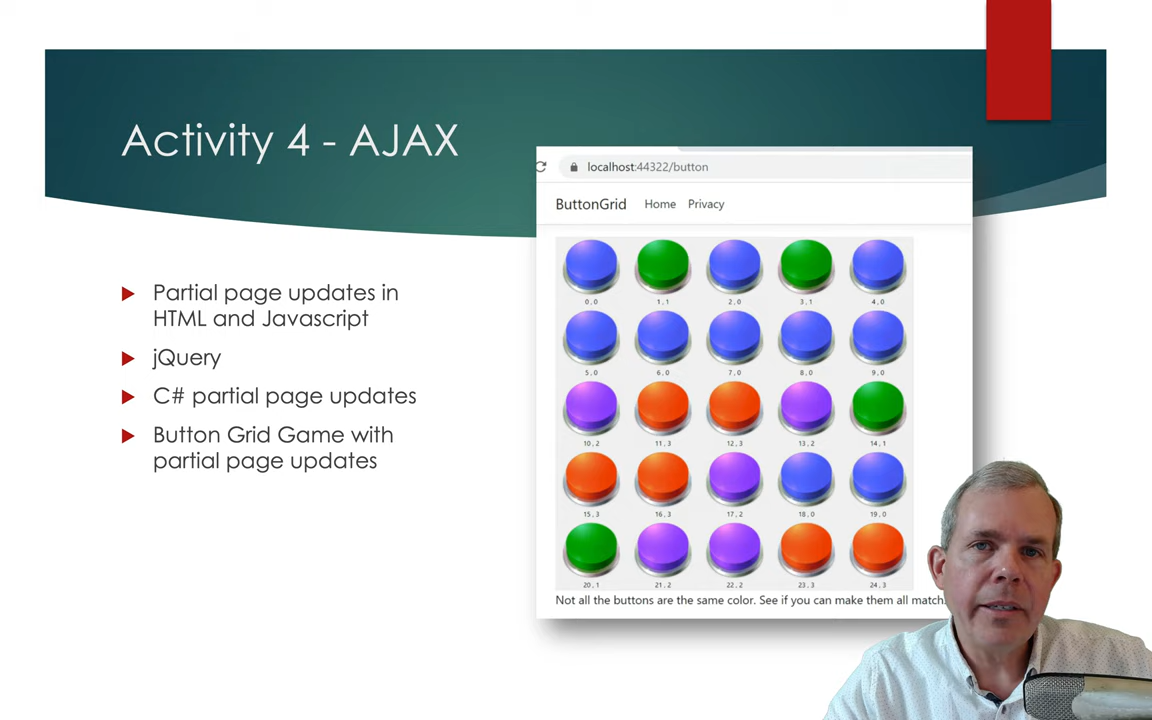 Activity 4 - AJAX
Partial page updates in
HTML and Javascript
jQuery
C# partial page updates
Button Grid Game with
partial page updates
localhost:44322/button
ButtonGrid Home Privacy
0,0 1,1 2,0 3,1 4,0
5,0 6,0 7,0 8,0 9,0
10,2 11,3 12,3 13,2 14,1
15,3 16,3 17,2 18,0 19,0
20,1 21,2 22,2 23,3 24,3
Not all the buttons are the same color. See if you can make them all match.